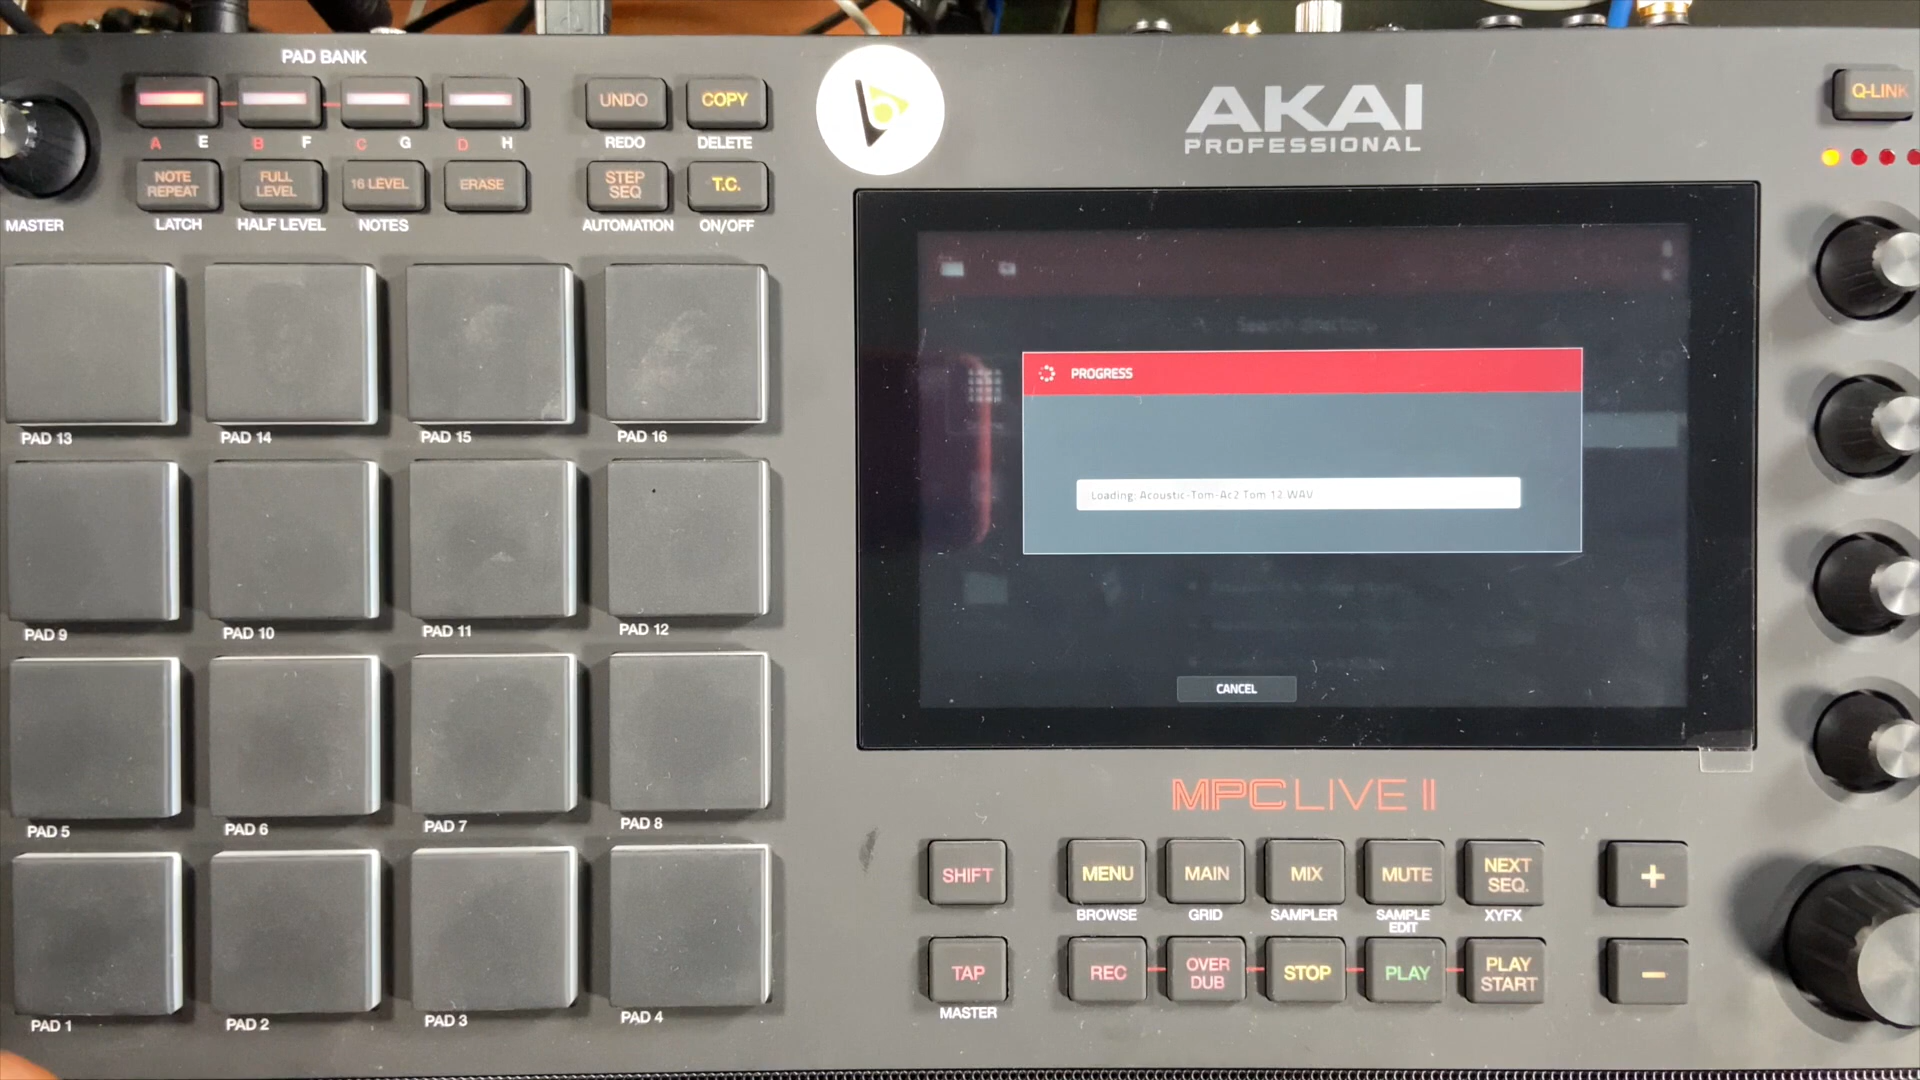 PAD BANK
UNDO
COPY
A E B F C G D H
REDO
DELETE
NOTE
REPEAT
FULL
LEVEL
16 LEVEL
ERASE
STEP
SEQ
T.C.
MASTER
LATCH
HALF LEVEL
NOTES
AUTOMATION
ON/OFF
AKAI
PROFESSIONAL
Q-LINK
PAD 13
PAD 14
PAD 15
PAD 16
PAD 9
PAD 10
PAD 11
PAD 12
PAD 5
PAD 6
PAD 7
PAD 8
PAD 1
PAD 2
PAD 3
PAD 4
Search directory
PROGRESS
Loading: Acoustic-Tom-Ac2 Tom 12.WAV
CANCEL
MPC LIVE II
SHIFT
MENU
MAIN
MIX
MUTE
NEXT
SEQ.
+
BROWSE
GRID
SAMPLER
SAMPLE
EDIT
XYFX
TAP
REC
OVER
DUB
STOP
PLAY
PLAY
START
−
MASTER